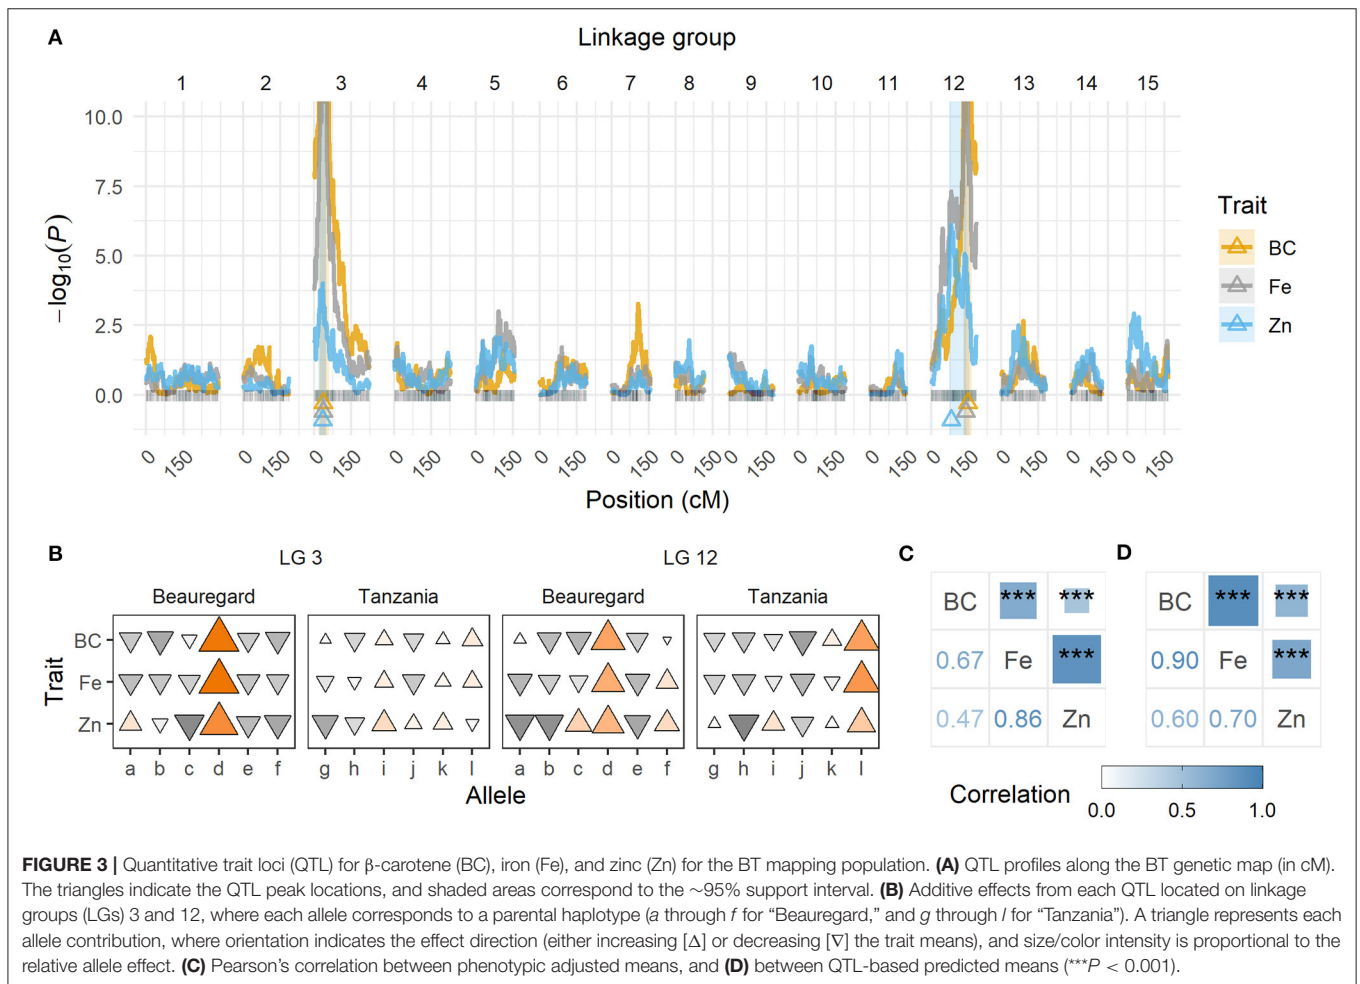 A
Linkage group
1 2 3 4 5 6 7 8 9 10 11 12 13 14 15
10.0
7.5
5.0
2.5
0.0
−log10(P)
0 150 0 150 0 150 0 150 0 150 0 150 0 150 0 150 0 150 0 150 0 150 0 150 0 150 0 150 0 150
Position (cM)
Trait
BC
Fe
Zn
B
LG 3
LG 12
Beauregard Tanzania Beauregard Tanzania
Trait
BC
Fe
Zn
a b c d e f g h i j k l a b c d e f g h i j k l
Allele
C
BC *** ***
0.67 Fe ***
0.47 0.86 Zn
D
BC *** ***
0.90 Fe ***
0.60 0.70 Zn
Correlation
0.0 0.5 1.0
FIGURE 3 | Quantitative trait loci (QTL) for β-carotene (BC), iron (Fe), and zinc (Zn) for the BT mapping population. (A) QTL profiles along the BT genetic map (in cM).
The triangles indicate the QTL peak locations, and shaded areas correspond to the ~95% support interval. (B) Additive effects from each QTL located on linkage
groups (LGs) 3 and 12, where each allele corresponds to a parental haplotype (a through f for “Beauregard,” and g through l for “Tanzania”). A triangle represents each
allele contribution, where orientation indicates the effect direction (either increasing [Δ] or decreasing [∇] the trait means), and size/color intensity is proportional to the
relative allele effect. (C) Pearson’s correlation between phenotypic adjusted means, and (D) between QTL-based predicted means (***P < 0.001).